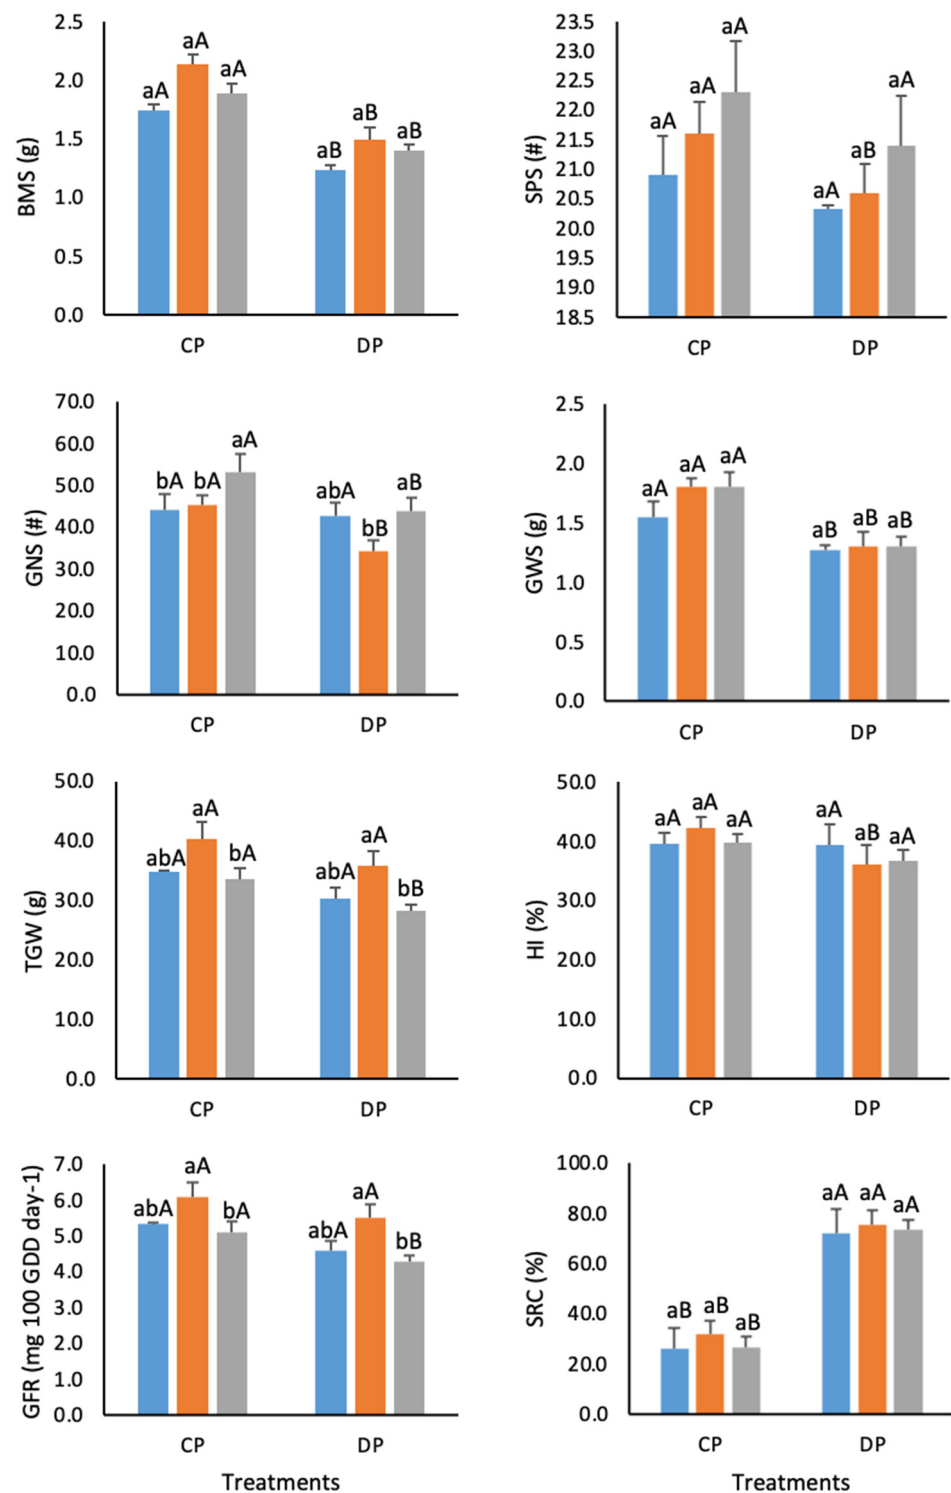 BMS (g)
2.5
2.0
1.5
1.0
0.5
0.0
aA
aA
aA
aB
aB
aB
CP
DP
SPS (#)
23.5
23.0
22.5
22.0
21.5
21.0
20.5
20.0
19.5
19.0
18.5
aA
aA
aA
aA
aB
aA
CP
DP
GNS (#)
70.0
60.0
50.0
40.0
30.0
20.0
10.0
0.0
bA
bA
aA
abA
bB
aB
CP
DP
GWS (g)
2.5
2.0
1.5
1.0
0.5
0.0
aA
aA
aA
aB
aB
aB
CP
DP
TGW (g)
50.0
40.0
30.0
20.0
10.0
0.0
abA
aA
bA
abA
aA
bB
CP
DP
HI (%)
50.0
40.0
30.0
20.0
10.0
0.0
aA
aA
aA
aA
aB
aA
CP
DP
GFR (mg 100 GDD day-1)
7.0
6.0
5.0
4.0
3.0
2.0
1.0
0.0
abA
aA
bA
abA
aA
bB
CP
DP
Treatments
SRC (%)
100.0
80.0
60.0
40.0
20.0
0.0
aB
aB
aB
aA
aA
aA
CP
DP
Treatments